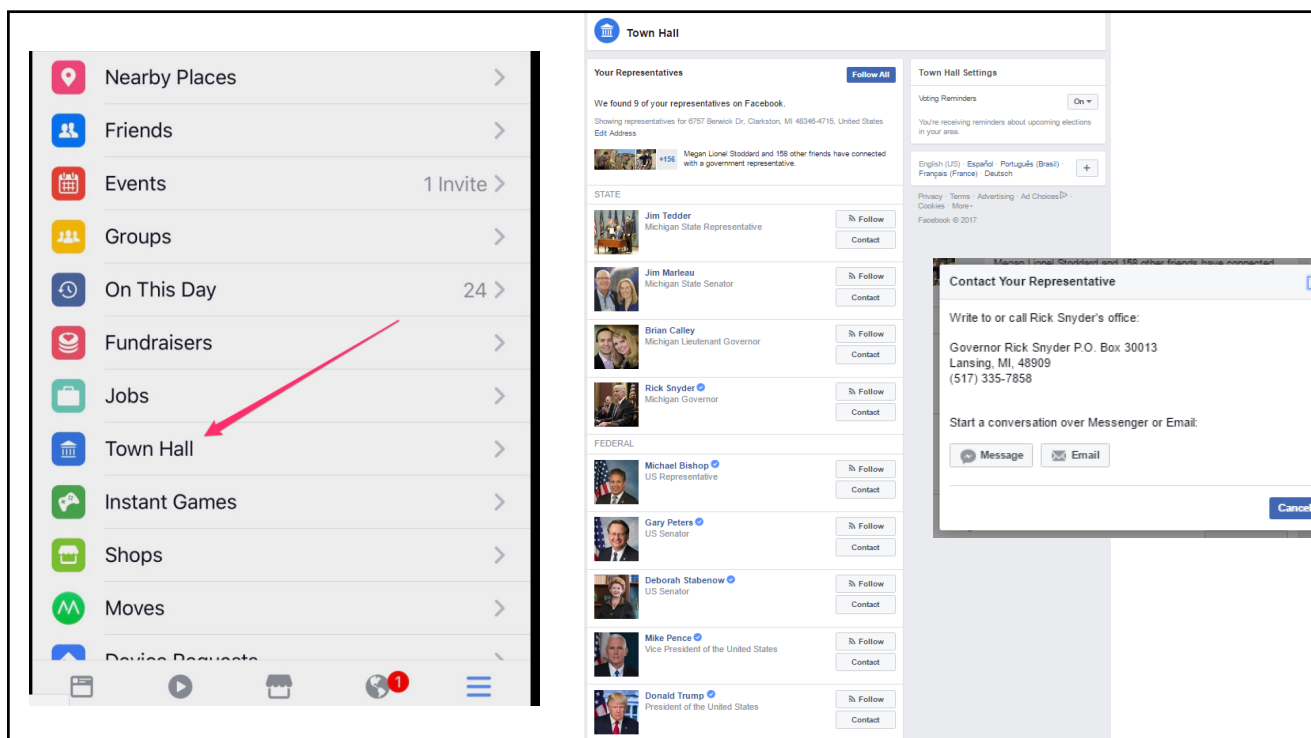 Nearby Places
Friends
Events 1 Invite
Groups
On This Day 24
Fundraisers
Jobs
Town Hall
Instant Games
Shops
Moves
Device Requests
1
Town Hall
Your Representatives Follow All
We found 9 of your representatives on Facebook.
Showing representatives for 6757 Berwick Dr, Clarkston, MI 48346-4715, United States
Edit Address
+156 Megan Lionel Stoddard and 158 other friends have connected
with a government representative.
STATE
Jim Tedder
Michigan State Representative
Follow
Contact
Jim Marleau
Michigan State Senator
Follow
Contact
Brian Calley
Michigan Lieutenant Governor
Follow
Contact
Rick Snyder
Michigan Governor
Follow
Contact
FEDERAL
Michael Bishop
US Representative
Follow
Contact
Gary Peters
US Senator
Follow
Contact
Deborah Stabenow
US Senator
Follow
Contact
Mike Pence
Vice President of the United States
Follow
Contact
Donald Trump
President of the United States
Follow
Contact
Town Hall Settings
Voting Reminders On
You're receiving reminders about upcoming elections
in your area.
English (US) · Español · Português (Brasil) ·
Français (France) · Deutsch
+
Privacy · Terms · Advertising · Ad Choices ·
Cookies · More
Facebook © 2017
Megan Lionel Stoddard and 158 other friends have connected
Contact Your Representative
Write to or call Rick Snyder's office:
Governor Rick Snyder P.O. Box 30013
Lansing, MI, 48909
(517) 335-7858
Start a conversation over Messenger or Email:
Message Email
Cancel